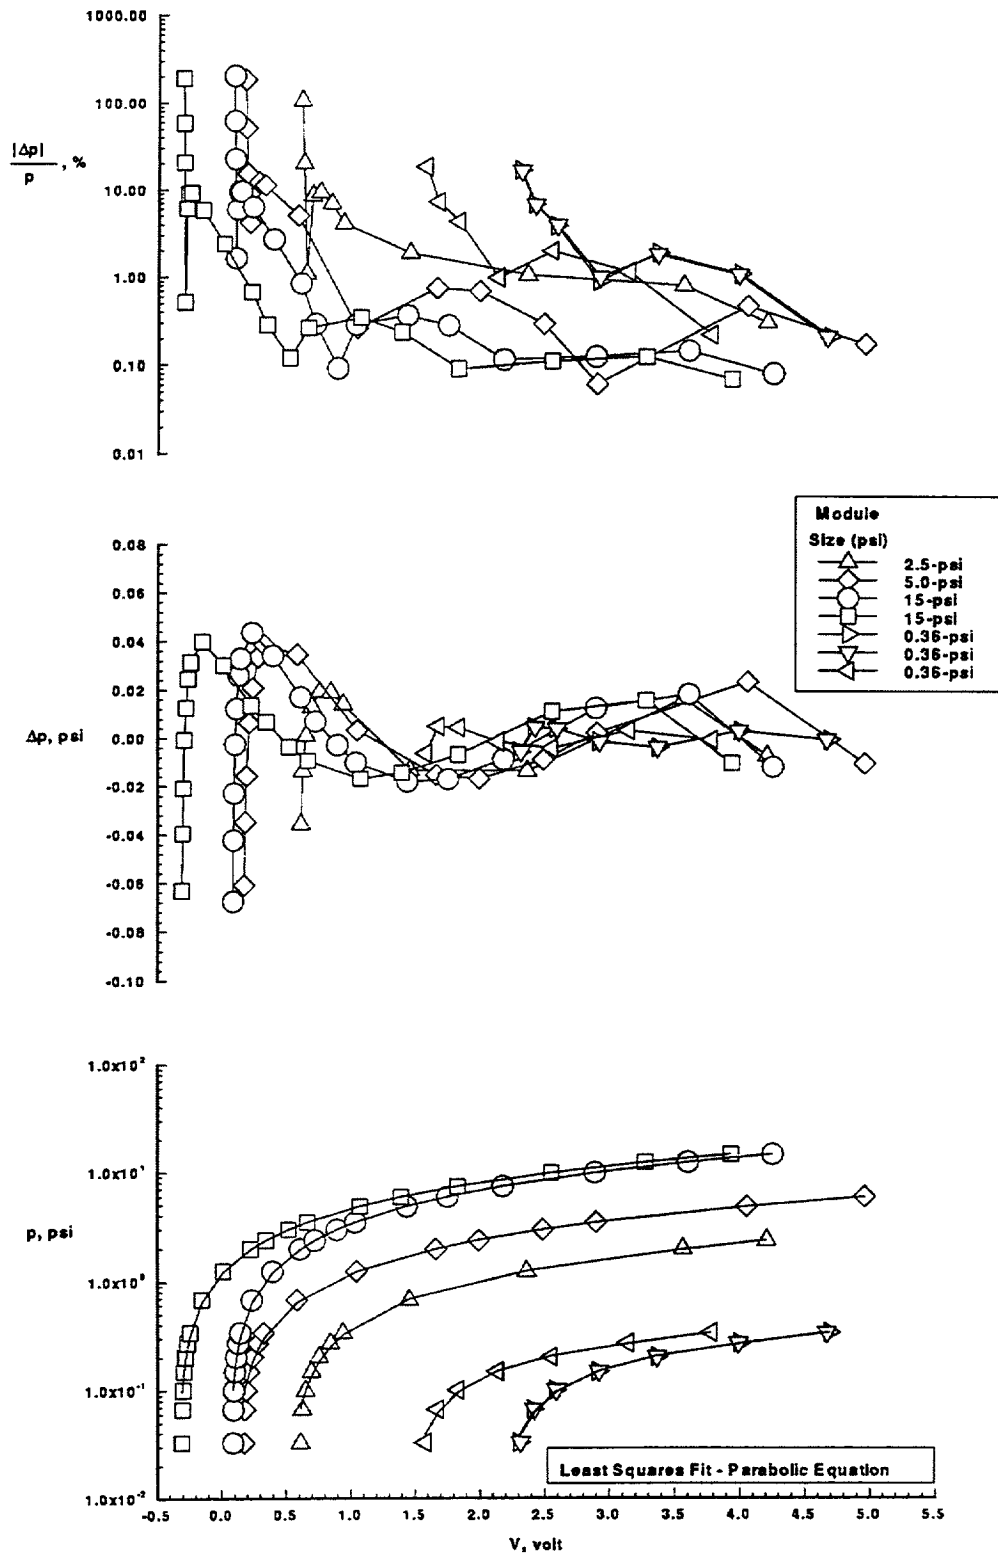 1000.00
100.00
|Δp|
p , %
10.00
1.00
0.10
0.01
Module
Size (psi)
2.5-psi
5.0-psi
15-psi
15-psi
0.36-psi
0.36-psi
0.36-psi
0.08
0.06
0.04
0.02
Δp, psi
0.00
-0.02
-0.04
-0.06
-0.08
-0.10
1.0x10²
1.0x10¹
p, psi
1.0x10⁰
1.0x10⁻¹
1.0x10⁻²
Least Squares Fit - Parabolic Equation
-0.5 0.0 0.5 1.0 1.5 2.0 2.5 3.0 3.5 4.0 4.5 5.0 5.5
V, volt